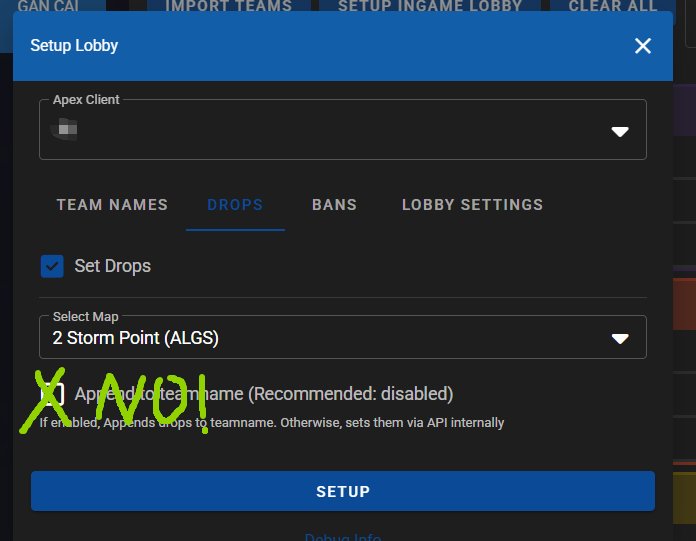 GAN CAL
IMPORT TEAMS
SETUP INGAME LOBBY
CLEAR ALL
Setup Lobby
Apex Client
TEAM NAMES
DROPS
BANS
LOBBY SETTINGS
Set Drops
Select Map
2 Storm Point (ALGS)
X NO!
Append to teamname (Recommended: disabled)
If enabled, Appends drops to teamname. Otherwise, sets them via API internally
SETUP
Debug Info